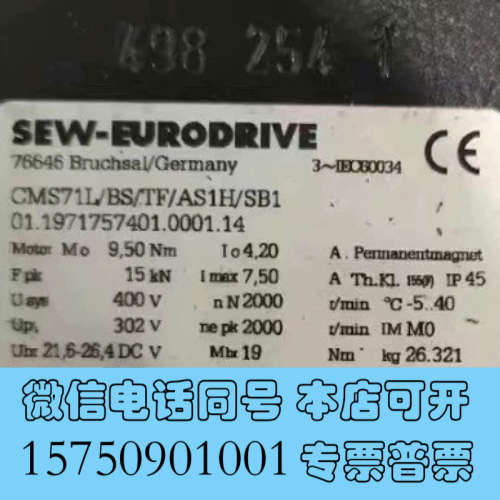 498 254 1
SEW-EURODRIVE
76646 Bruchsal/Germany 3~IEC60034 CE
CMS71L/BS/TF/AS1H/SB1
01.1971757401.0001.14
Motor Mo 9,50 Nm Io 4,20 A . Permanentmagnet
F pk 15 kN I max 7,50 A Th.Kl. 155(F) IP 45
U sys 400 V n N 2000 r/min °C -5..40
Up. 302 V ne pk 2000 r/min IM M0
Ubr 21,6-26,4 DC V Mbr 19 Nm kg 26.321
微信电话同号 本店可开
15750901001 专票普票